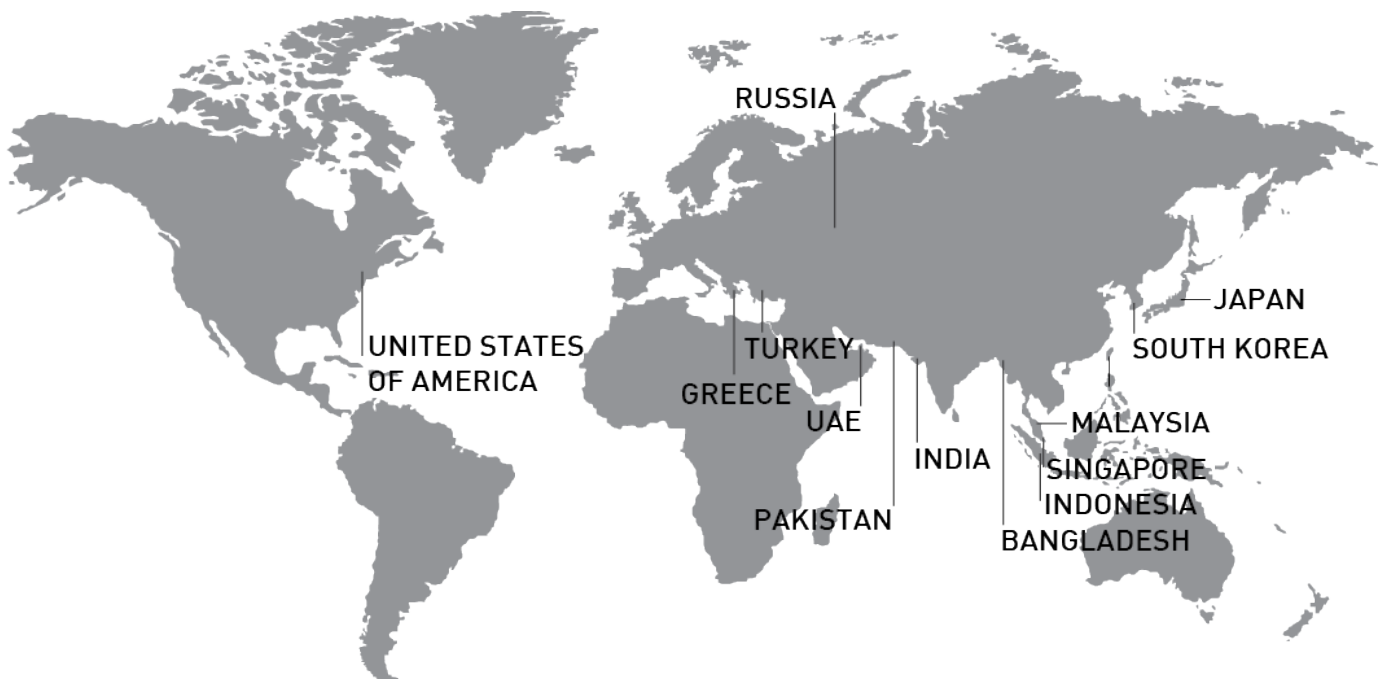 RUSSIA
JAPAN
UNITED STATES
OF AMERICA
TURKEY
SOUTH KOREA
GREECE
UAE
MALAYSIA
INDIA
SINGAPORE
INDONESIA
PAKISTAN
BANGLADESH